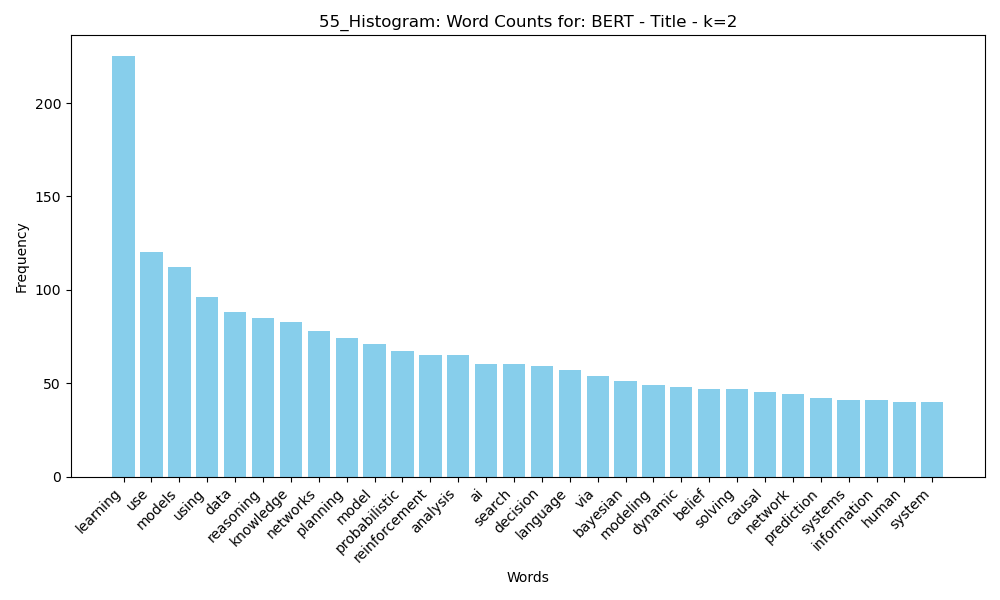 55_Histogram: Word Counts for: BERT - Title - k=2
Frequency
200
150
100
50
0
learning
use
models
using
data
reasoning
knowledge
networks
planning
model
probabilistic
reinforcement
analysis
ai
search
decision
language
via
bayesian
modeling
dynamic
belief
solving
causal
network
prediction
systems
information
human
system
Words